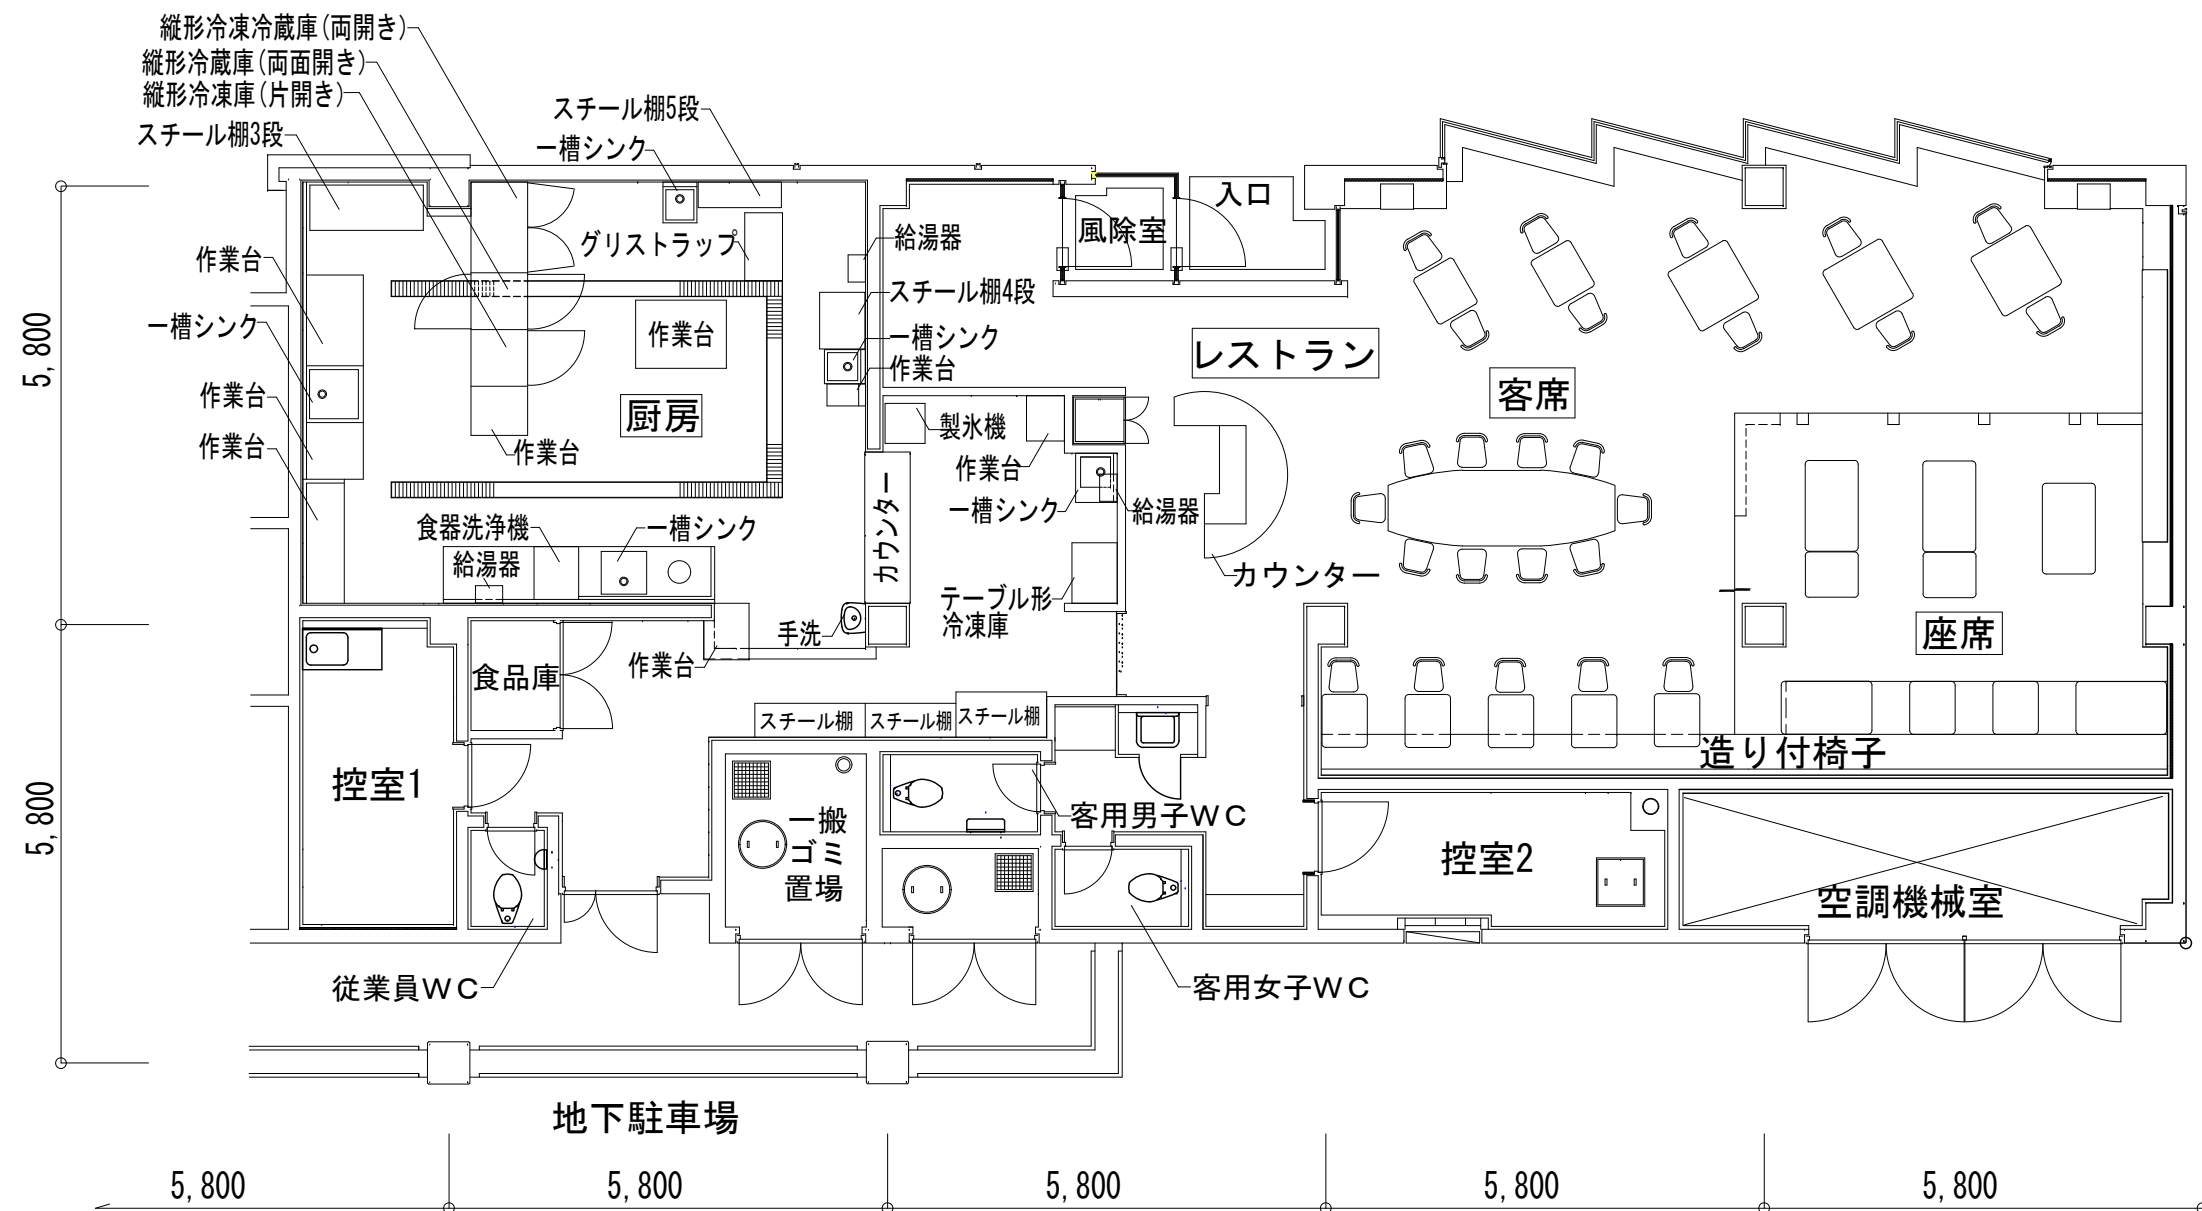 縦形冷凍冷蔵庫(両開き)
縦形冷蔵庫(両面開き)
縦形冷凍庫(片開き)
スチール棚3段
スチール棚5段
一槽シンク
入口
風除室
グリストラップ
給湯器
作業台
スチール棚4段
一槽シンク
作業台
一槽シンク
作業台
レストラン
客席
5,800
作業台
作業台
厨房
作業台
製氷機
作業台
一槽シンク
給湯器
カウンター
食器洗浄機
一槽シンク
給湯器
カウンター
テーブル形
冷凍庫
手洗
作業台
座席
食品庫
スチール棚
スチール棚
スチール棚
造り付椅子
控室1
5,800
一搬
ゴミ
置場
客用男子WC
控室2
空調機械室
従業員WC
客用女子WC
地下駐車場
5,800
5,800
5,800
5,800
5,800